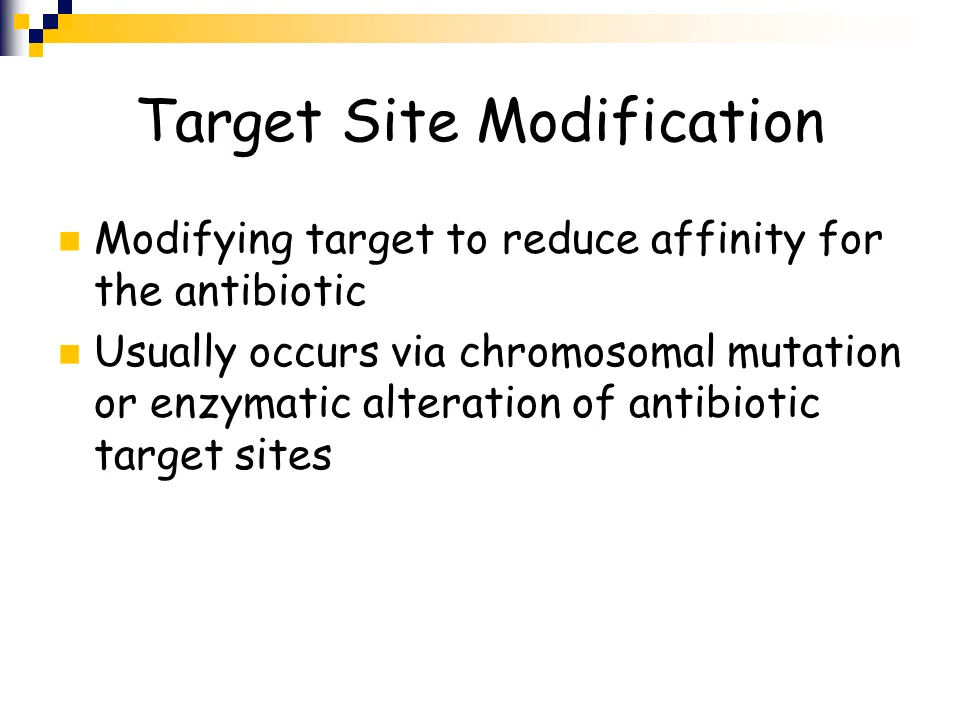 Target Site Modification
Modifying target to reduce affinity for
the antibiotic
Usually occurs via chromosomal mutation
or enzymatic alteration of antibiotic
target sites